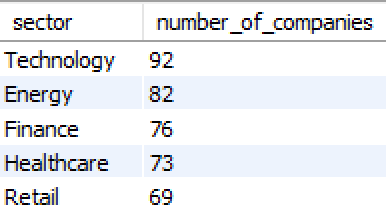 sector number_of_companies
Technology 92
Energy 82
Finance 76
Healthcare 73
Retail 69